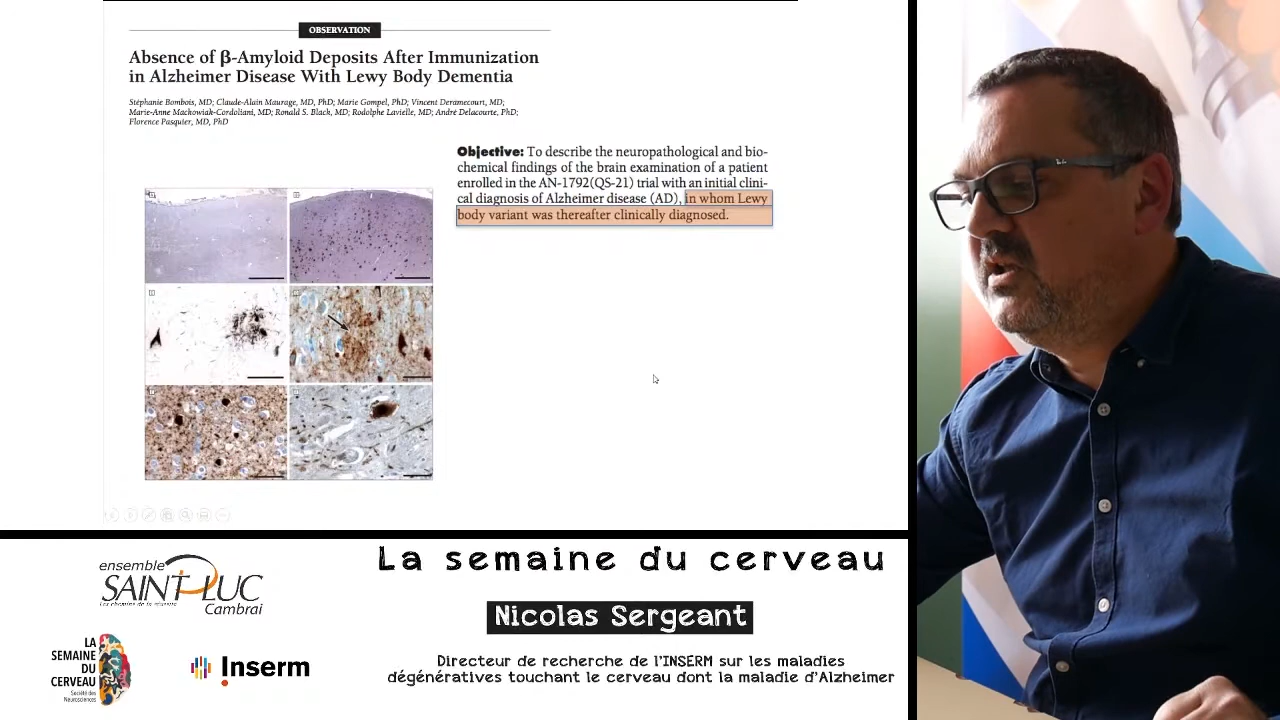 OBSERVATION
Absence of β-Amyloid Deposits After Immunization
in Alzheimer Disease With Lewy Body Dementia
Stéphanie Bombois, MD; Claude-Alain Maurage, MD, PhD; Marie Gompel, PhD; Vincent Deramecourt, MD;
Marie-Anne Mackowiak-Cordoliani, MD; Ronald S. Black, MD; Rodolphe Lavielle, MD; André Delacourte, PhD;
Florence Pasquier, MD, PhD
Objective: To describe the neuropathological and bio-
chemical findings of the brain examination of a patient
enrolled in the AN-1792(QS-21) trial with an initial clini-
cal diagnosis of Alzheimer disease (AD), in whom Lewy
body variant was thereafter clinically diagnosed.
Ray-Ban
La semaine du cerveau
Nicolas Sergeant
Directeur de recherche de l'INSERM sur les maladies
dégénératives touchant le cerveau dont la maladie d'Alzheimer
ensemble
SAINT-LUC
Cambrai
LA
SEMAINE
DU
CERVEAU
Société des
Neurosciences
Inserm